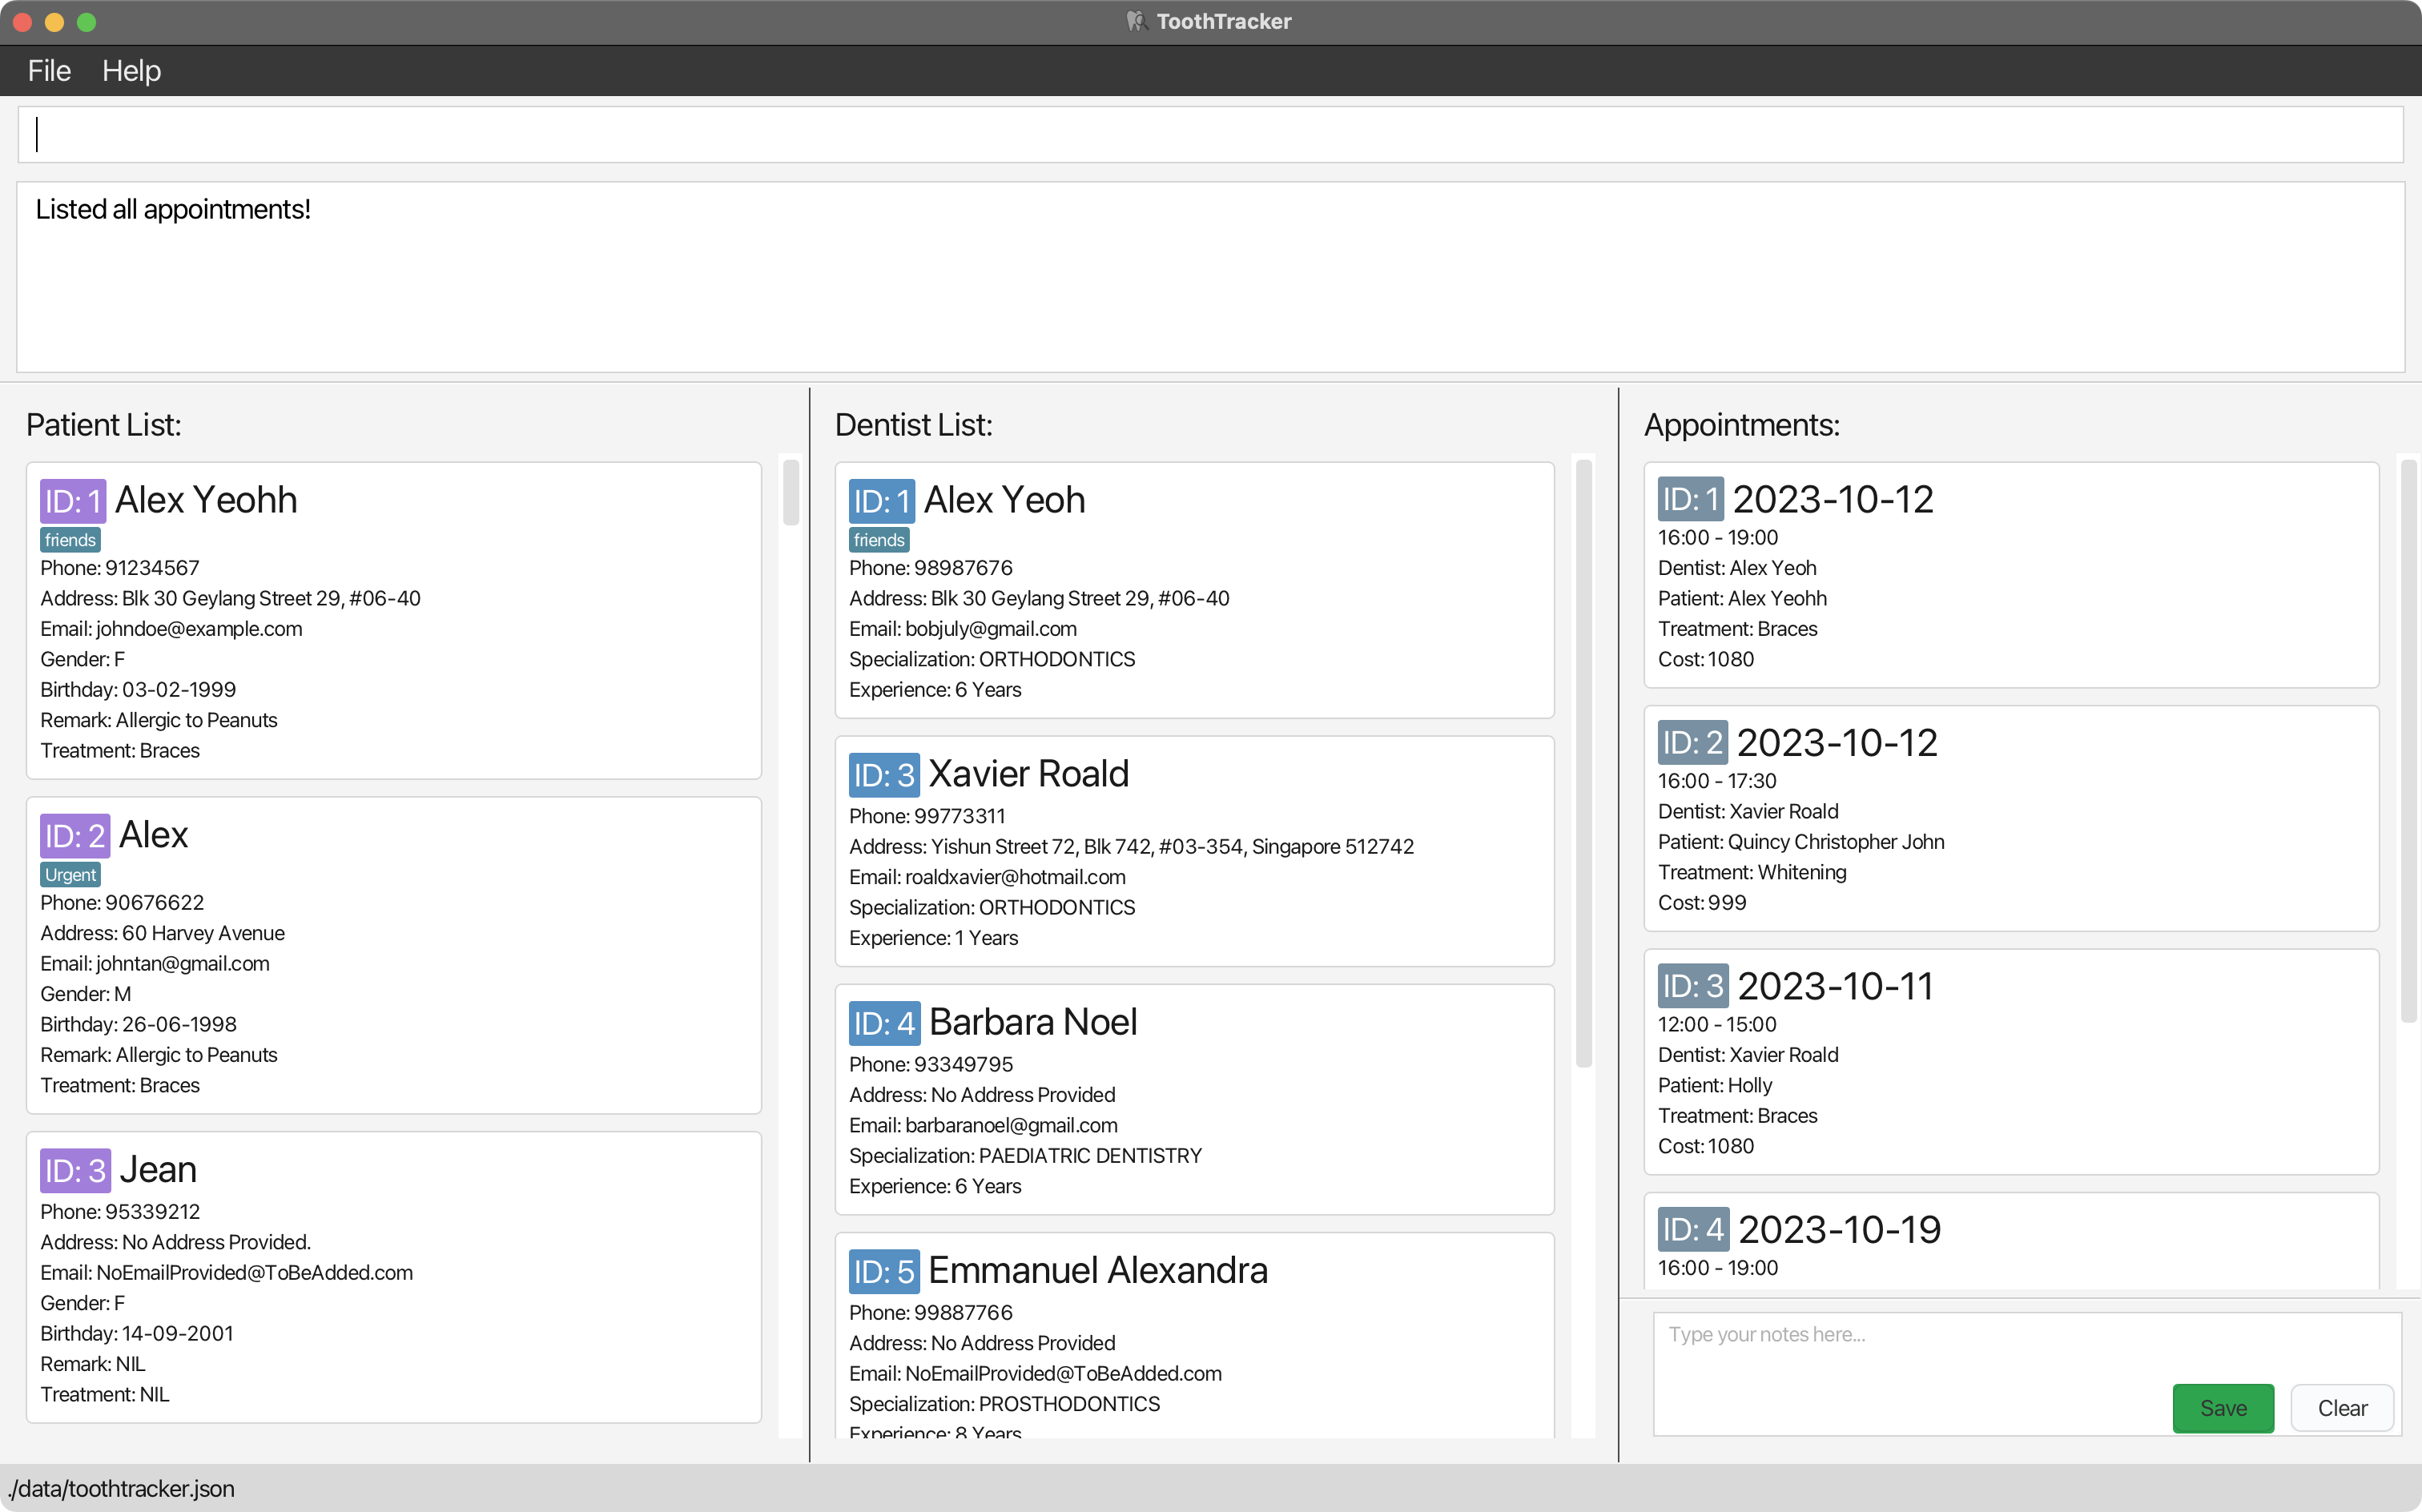 ToothTracker
File Help
Listed all appointments!
Patient List:
ID: 1 Alex Yeohh
friends
Phone: 91234567
Address: Blk 30 Geylang Street 29, #06-40
Email: johndoe@example.com
Gender: F
Birthday: 03-02-1999
Remark: Allergic to Peanuts
Treatment: Braces
ID: 2 Alex
Urgent
Phone: 90676622
Address: 60 Harvey Avenue
Email: johntan@gmail.com
Gender: M
Birthday: 26-06-1998
Remark: Allergic to Peanuts
Treatment: Braces
ID: 3 Jean
Phone: 95339212
Address: No Address Provided.
Email: NoEmailProvided@ToBeAdded.com
Gender: F
Birthday: 14-09-2001
Remark: NIL
Treatment: NIL
Dentist List:
ID: 1 Alex Yeoh
friends
Phone: 98987676
Address: Blk 30 Geylang Street 29, #06-40
Email: bobjuly@gmail.com
Specialization: ORTHODONTICS
Experience: 6 Years
ID: 3 Xavier Roald
Phone: 99773311
Address: Yishun Street 72, Blk 742, #03-354, Singapore 512742
Email: roaldxavier@hotmail.com
Specialization: ORTHODONTICS
Experience: 1 Years
ID: 4 Barbara Noel
Phone: 93349795
Address: No Address Provided
Email: barbaranoel@gmail.com
Specialization: PAEDIATRIC DENTISTRY
Experience: 6 Years
ID: 5 Emmanuel Alexandra
Phone: 99887766
Address: No Address Provided
Email: NoEmailProvided@ToBeAdded.com
Specialization: PROSTHODONTICS
Experience: 8 Years
Appointments:
ID: 1 2023-10-12
16:00 - 19:00
Dentist: Alex Yeoh
Patient: Alex Yeohh
Treatment: Braces
Cost: 1080
ID: 2 2023-10-12
16:00 - 17:30
Dentist: Xavier Roald
Patient: Quincy Christopher John
Treatment: Whitening
Cost: 999
ID: 3 2023-10-11
12:00 - 15:00
Dentist: Xavier Roald
Patient: Holly
Treatment: Braces
Cost: 1080
ID: 4 2023-10-19
16:00 - 19:00
Type your notes here...
Save Clear
./data/toothtracker.json